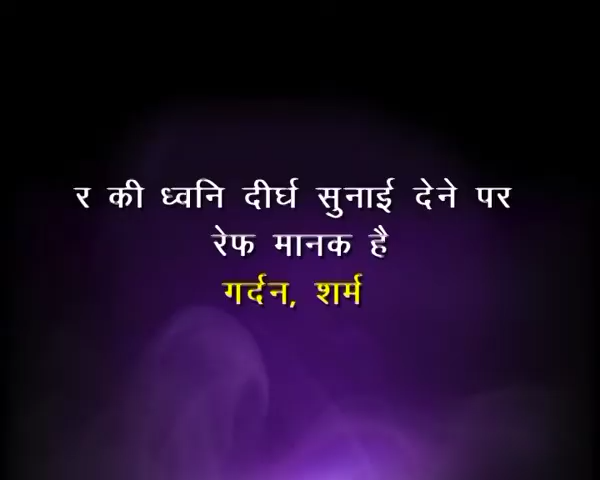 र की ध्वनि दीर्घ सुनाई देने पर
रेफ मानक है
गर्दन, शर्म